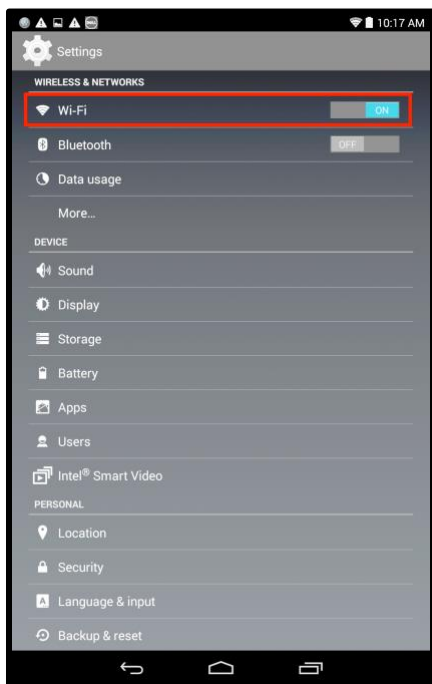 10:17 AM
Settings
WIRELESS & NETWORKS
Wi-Fi
ON
Bluetooth
OFF
Data usage
More...
DEVICE
Sound
Display
Storage
Battery
Apps
Users
Intel® Smart Video
PERSONAL
Location
Security
A Language & input
Backup & reset